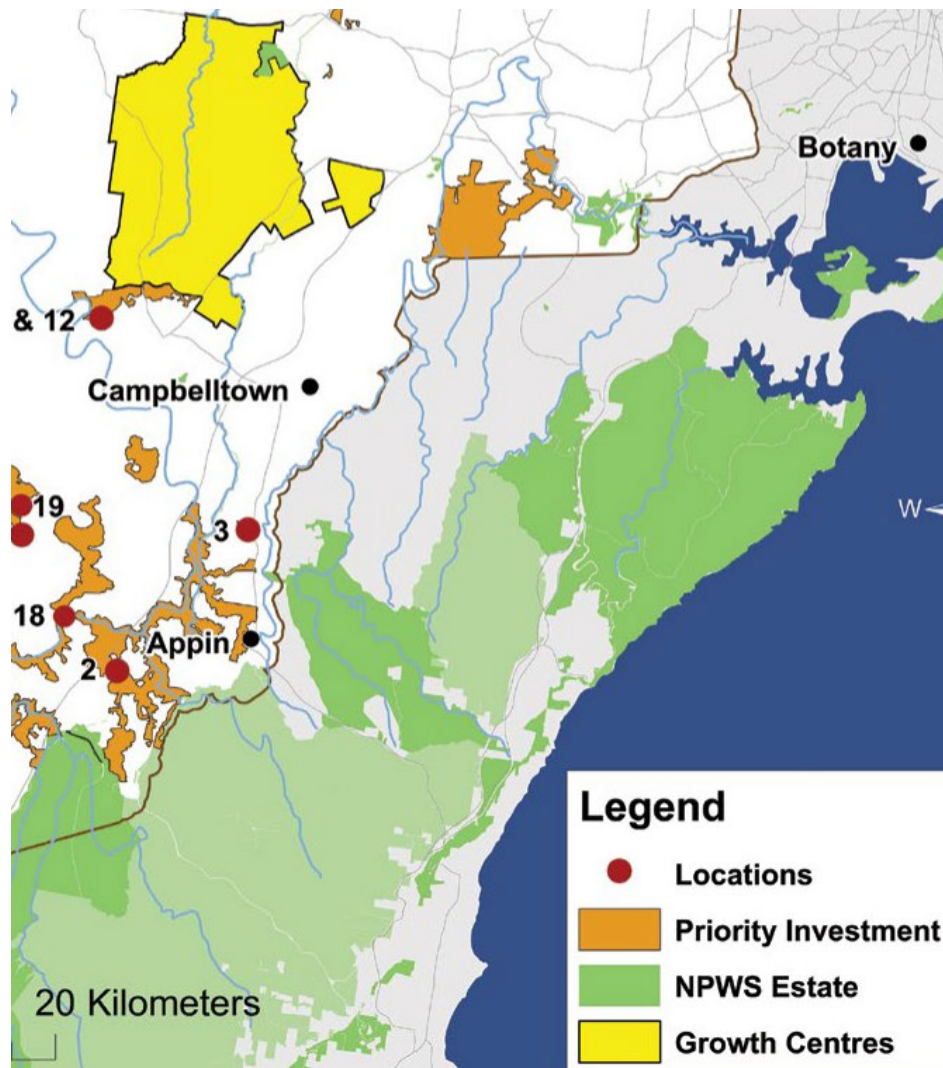 Botany
& 12
Campbelltown
19
3
W
18
Appin
2
Legend
Locations
Priority Investment
NPWS Estate
Growth Centres
20 Kilometers